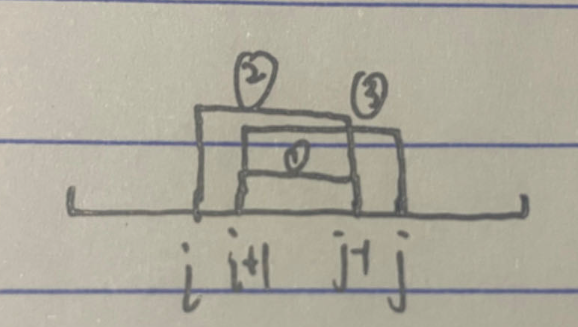 ② ③
①
i i+1 j-1 j